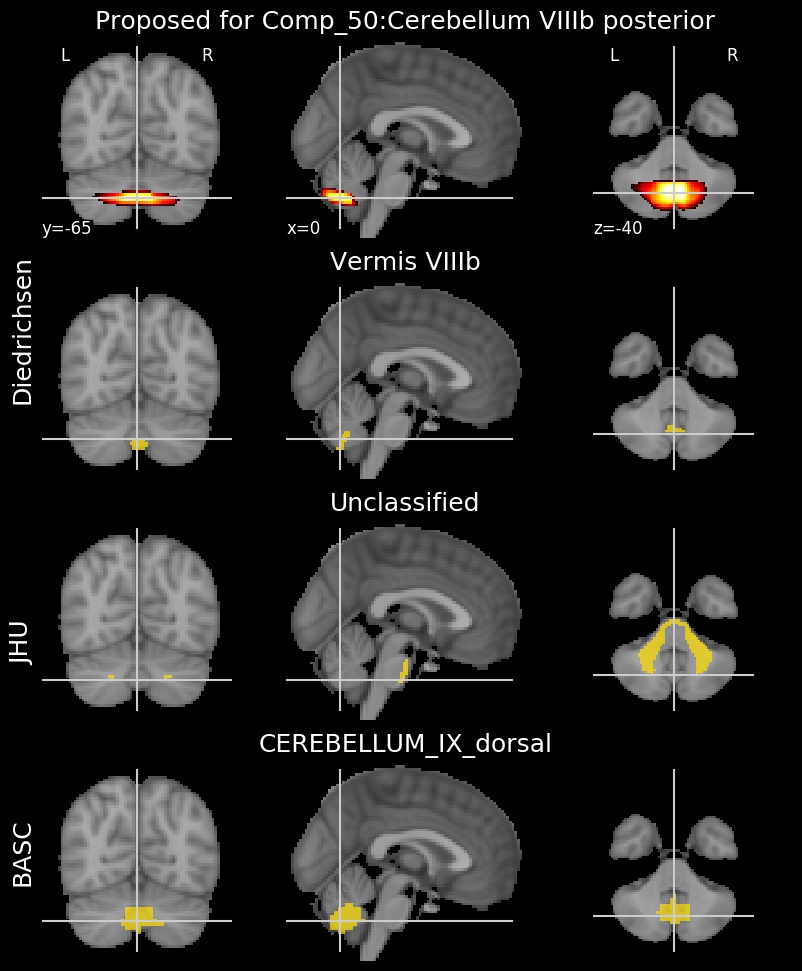 Proposed for Comp_50:Cerebellum VIIIb posterior
L R
L R
y=-65
x=0
z=-40
Vermis VIIIb
Diedrichsen
Unclassified
JHU
CEREBELLUM_IX_dorsal
BASC